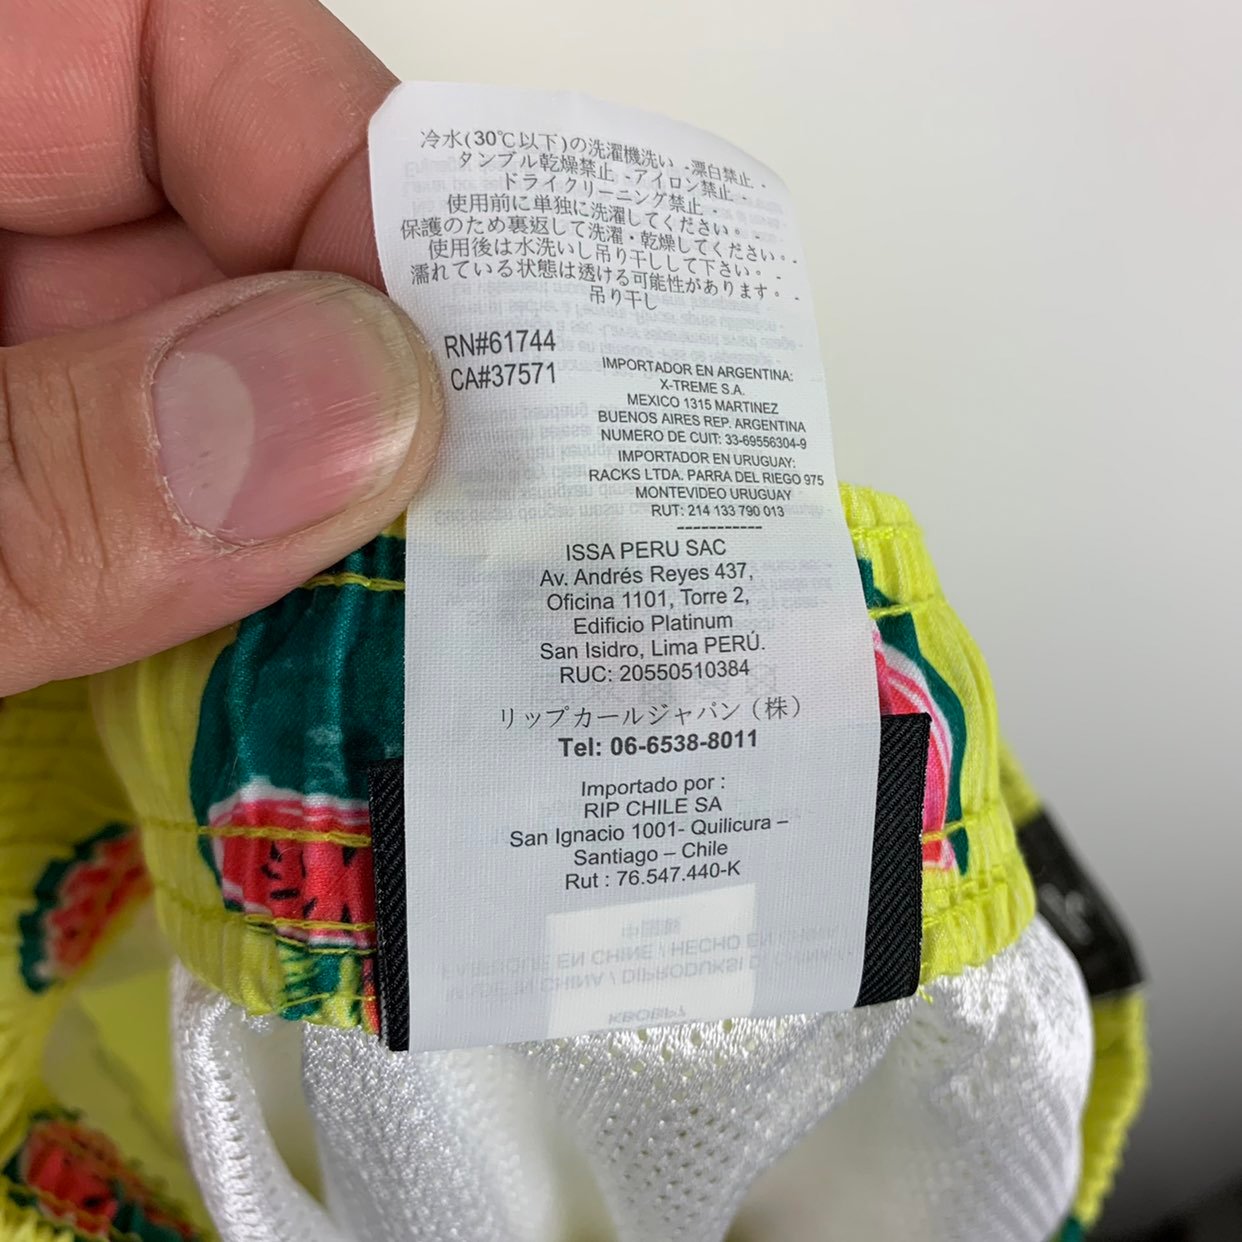 冷水(30℃以下)の洗濯機洗い -漂白禁止 -
タンブル乾燥禁止 -アイロン禁止 -
ドライクリーニング禁止 -
使用前に単独に洗濯してください。 -
保護のため裏返して洗濯・乾燥してください。-
使用後は水洗いし吊り干しして下さい。 -
濡れている状態は透ける可能性があります。 -
吊り干し
RN#61744
CA#37571
IMPORTADOR EN ARGENTINA:
X-TREME S.A.
MEXICO 1315 MARTINEZ
BUENOS AIRES REP. ARGENTINA
NUMERO DE CUIT: 33-69556304-9
IMPORTADOR EN URUGUAY:
RACKS LTDA. PARRA DEL RIEGO 975
MONTEVIDEO URUGUAY
RUT: 214 133 790 013
-----------
ISSA PERU SAC
Av. Andrés Reyes 437,
Oficina 1101, Torre 2,
Edificio Platinum
San Isidro, Lima PERÚ.
RUC: 20550510384
リップカールジャパン（株）
Tel: 06-6538-8011
Importado por :
RIP CHILE SA
San Ignacio 1001- Quilicura –
Santiago – Chile
Rut : 76.547.440-K